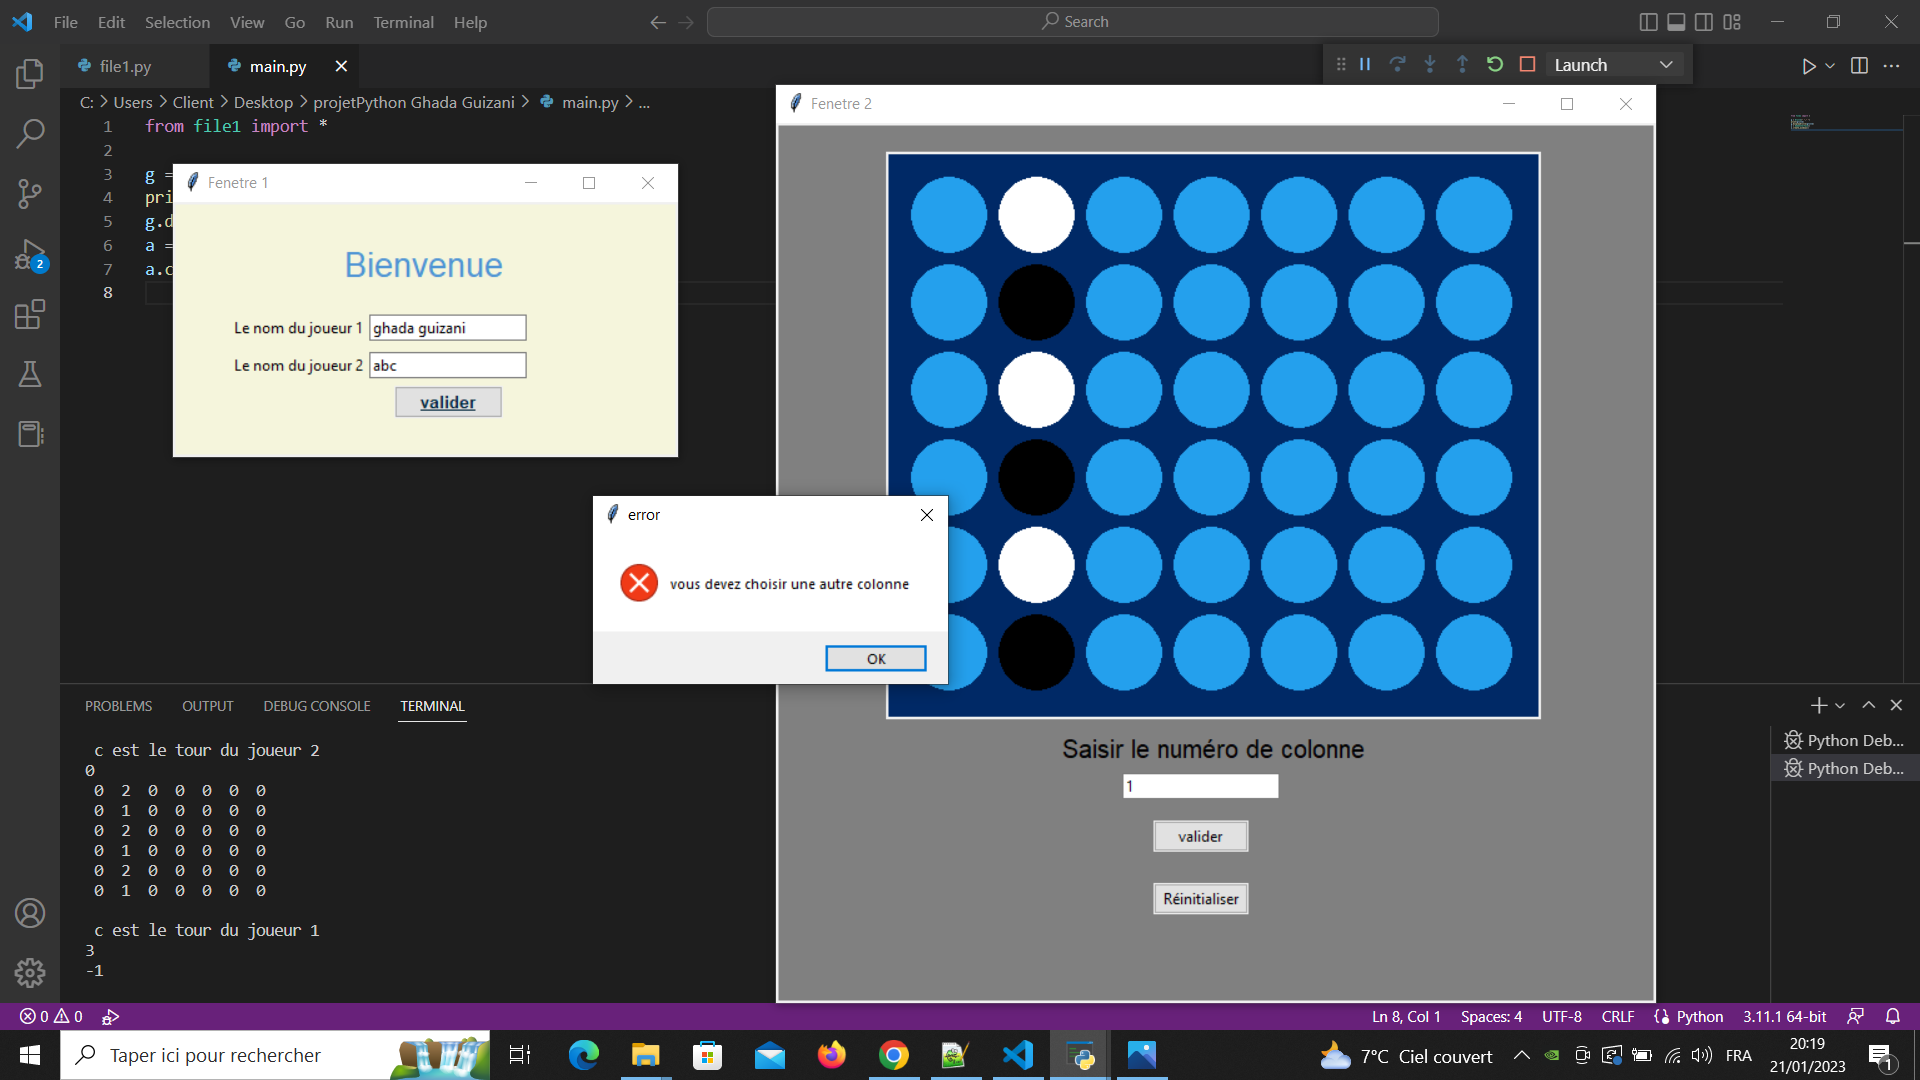 File Edit Selection View Go Run Terminal Help
Search
file1.py
main.py
Launch
C: > Users > Client > Desktop > projetPython Ghada Guizani > main.py > ...
1 from file1 import *
2
3 g =
4 pri
5 g.d
6 a =
7 a.c
8
Fenetre 1
Bienvenue
Le nom du joueur 1 ghada guizani
Le nom du joueur 2 abc
valider
Fenetre 2
error
vous devez choisir une autre colonne
OK
Saisir le numéro de colonne
1
valider
Réinitialiser
PROBLEMS OUTPUT DEBUG CONSOLE TERMINAL
c est le tour du joueur 2
0
0 2 0 0 0 0 0
0 1 0 0 0 0 0
0 2 0 0 0 0 0
0 1 0 0 0 0 0
0 2 0 0 0 0 0
0 1 0 0 0 0 0
c est le tour du joueur 1
3
-1
Python Deb...
Python Deb...
2
0 0
Ln 8, Col 1 Spaces: 4 UTF-8 CRLF Python 3.11.1 64-bit
Taper ici pour rechercher
7°C Ciel couvert
FRA
20:19
21/01/2023
1